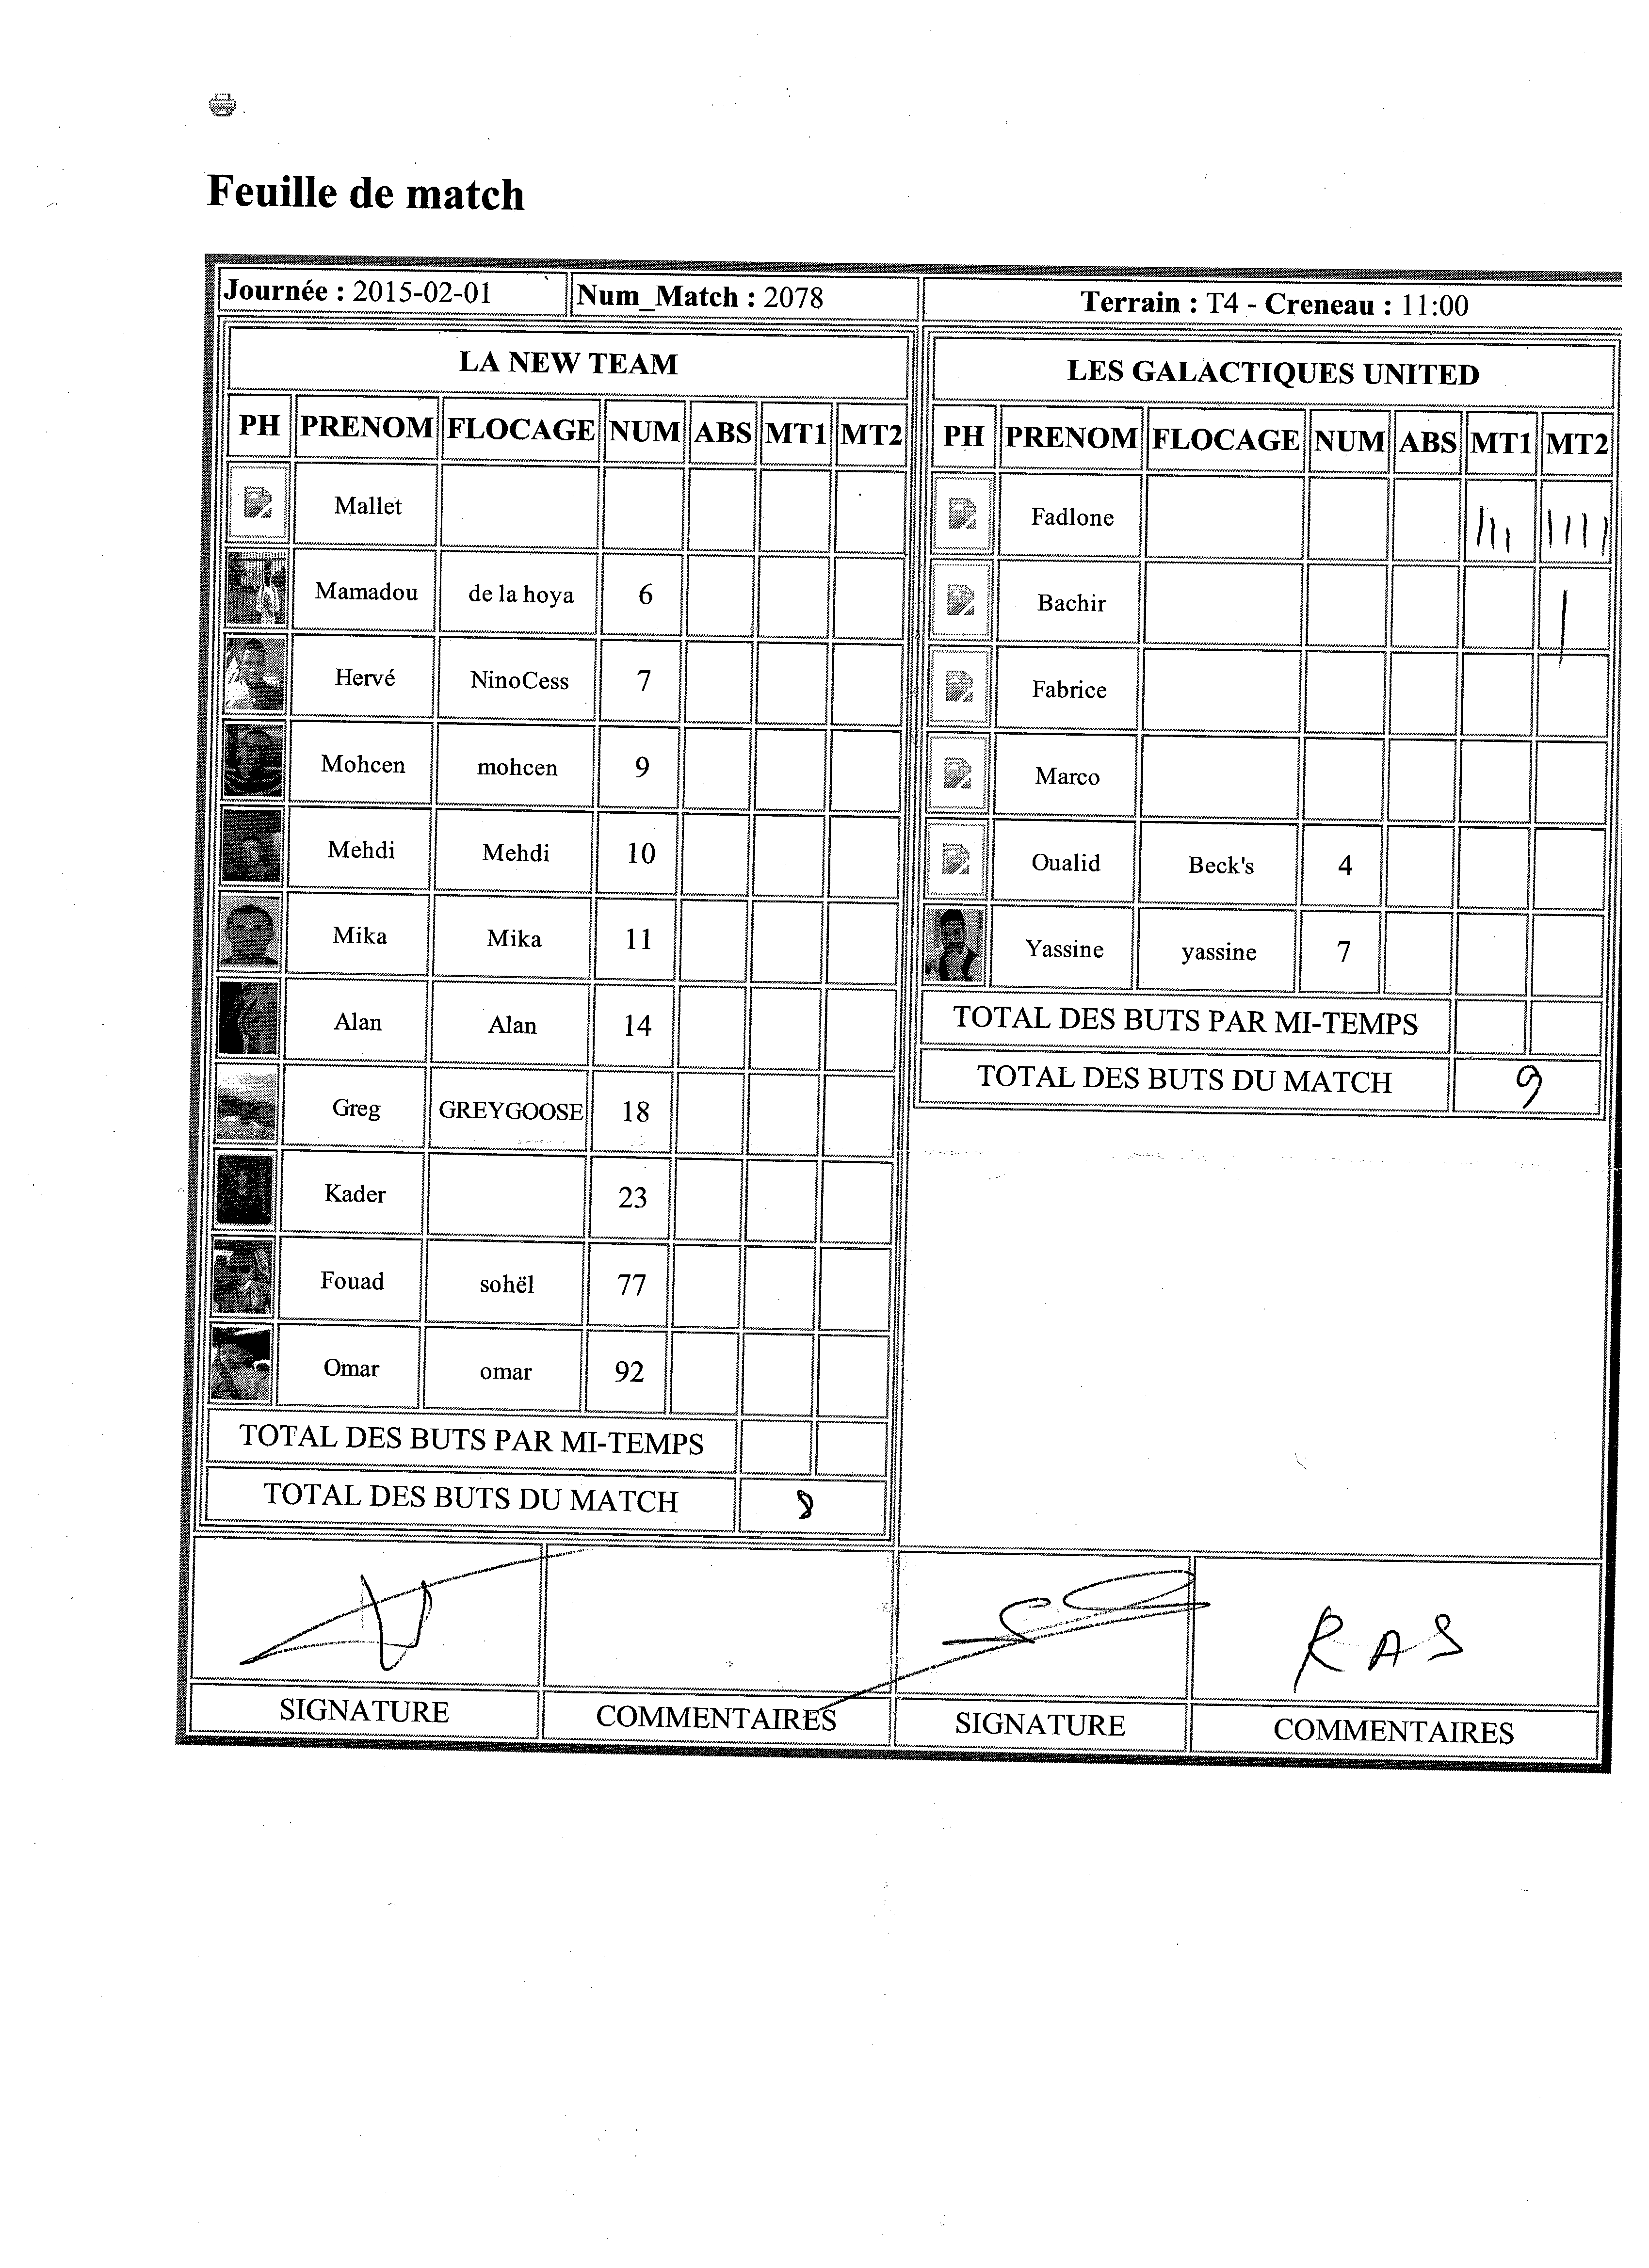 Feuille de match
Journée : 2015-02-01 Num_Match : 2078 Terrain : T4 - Creneau : 11:00
LA NEW TEAM
PH PRENOM FLOCAGE NUM ABS MT1 MT2
Mallet
Mamadou de la hoya 6
Hervé NinoCess 7
Mohcen mohcen 9
Mehdi Mehdi 10
Mika Mika 11
Alan Alan 14
Greg GREYGOOSE 18
Kader 23
Fouad sohël 77
Omar omar 92
TOTAL DES BUTS PAR MI-TEMPS
TOTAL DES BUTS DU MATCH 8
LES GALACTIQUES UNITED
PH PRENOM FLOCAGE NUM ABS MT1 MT2
Fadlone III IIII
Bachir I
Fabrice
Marco
Oualid Beck's 4
Yassine yassine 7
TOTAL DES BUTS PAR MI-TEMPS
TOTAL DES BUTS DU MATCH 9
RAS
SIGNATURE COMMENTAIRES SIGNATURE COMMENTAIRES